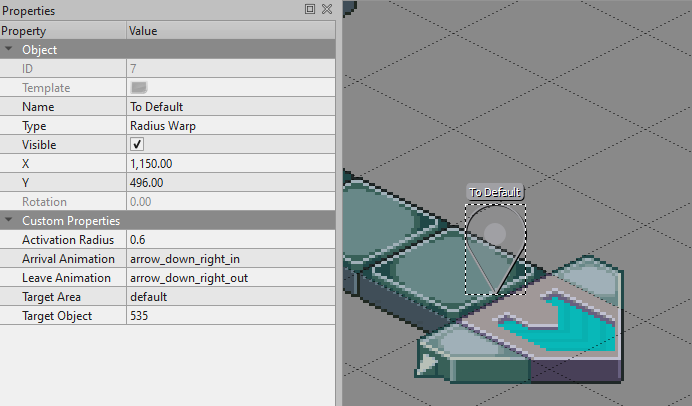 Properties
Property Value
Object
ID 7
Template
Name To Default
Type Radius Warp
Visible
X 1,150.00
Y 496.00
Rotation 0.00
Custom Properties
Activation Radius 0.6
Arrival Animation arrow_down_right_in
Leave Animation arrow_down_right_out
Target Area default
Target Object 535
To Default